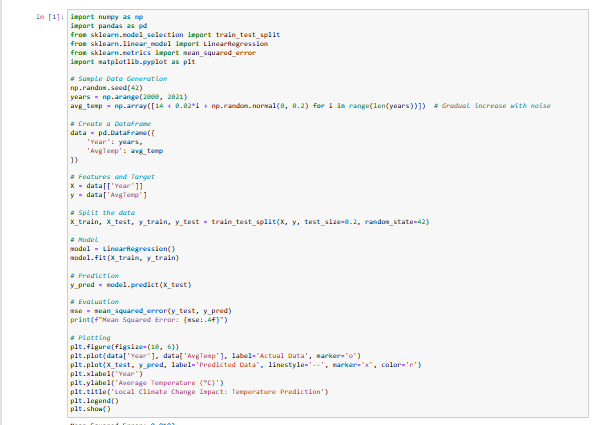 In [1]:
import numpy as np
import pandas as pd
from sklearn.model_selection import train_test_split
from sklearn.linear_model import LinearRegression
from sklearn.metrics import mean_squared_error
import matplotlib.pyplot as plt
# Sample Data Generation
np.random.seed(42)
years = np.arange(2000, 2021)
avg_temp = np.array([14 + 0.02*i + np.random.normal(0, 0.2) for i in range(len(years))]) # Gradual increase with noise
# Create a DataFrame
data = pd.DataFrame({
'Year': years,
'AvgTemp': avg_temp
})
# Features and Target
X = data[['Year']]
y = data['AvgTemp']
# Split the data
X_train, X_test, y_train, y_test = train_test_split(X, y, test_size=0.2, random_state=42)
# Model
model = LinearRegression()
model.fit(X_train, y_train)
# Prediction
y_pred = model.predict(X_test)
# Evaluation
mse = mean_squared_error(y_test, y_pred)
print(f"Mean Squared Error: {mse:.4f}")
# Plotting
plt.figure(figsize=(10, 6))
plt.plot(data['Year'], data['AvgTemp'], label='Actual Data', marker='o')
plt.plot(X_test, y_pred, label='Predicted Data', linestyle='--', marker='x', color='r')
plt.xlabel('Year')
plt.ylabel('Average Temperature (°C)')
plt.title('Local Climate Change Impact: Temperature Prediction')
plt.legend()
plt.show()